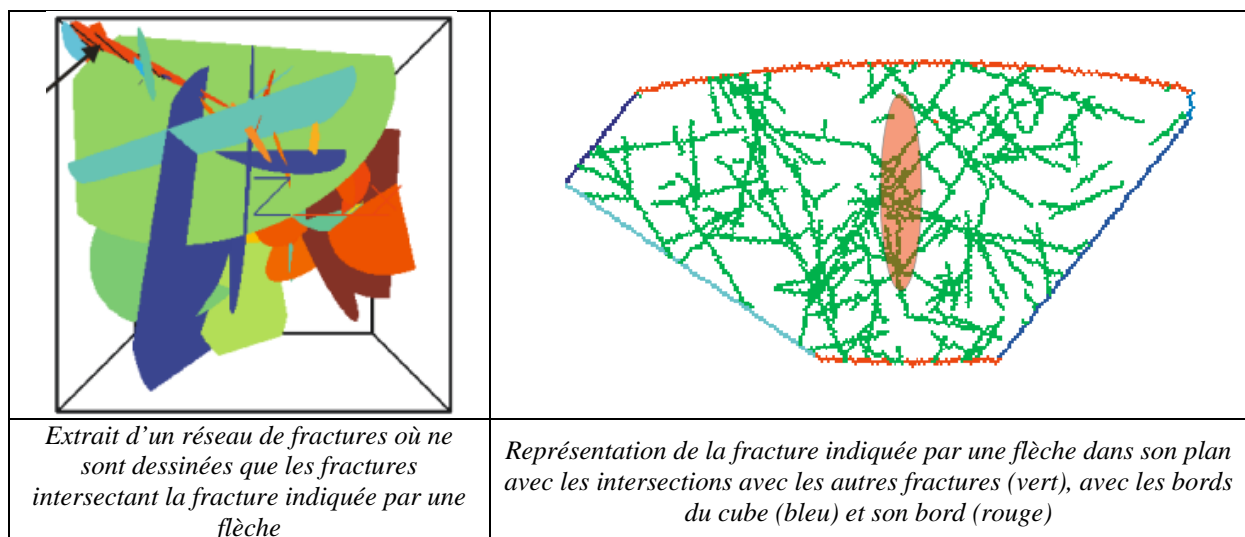 Extrait d'un réseau de fractures où ne
sont dessinées que les fractures
intersectant la fracture indiquée par une
flèche
Représentation de la fracture indiquée par une flèche dans son plan
avec les intersections avec les autres fractures (vert), avec les bords
du cube (bleu) et son bord (rouge)